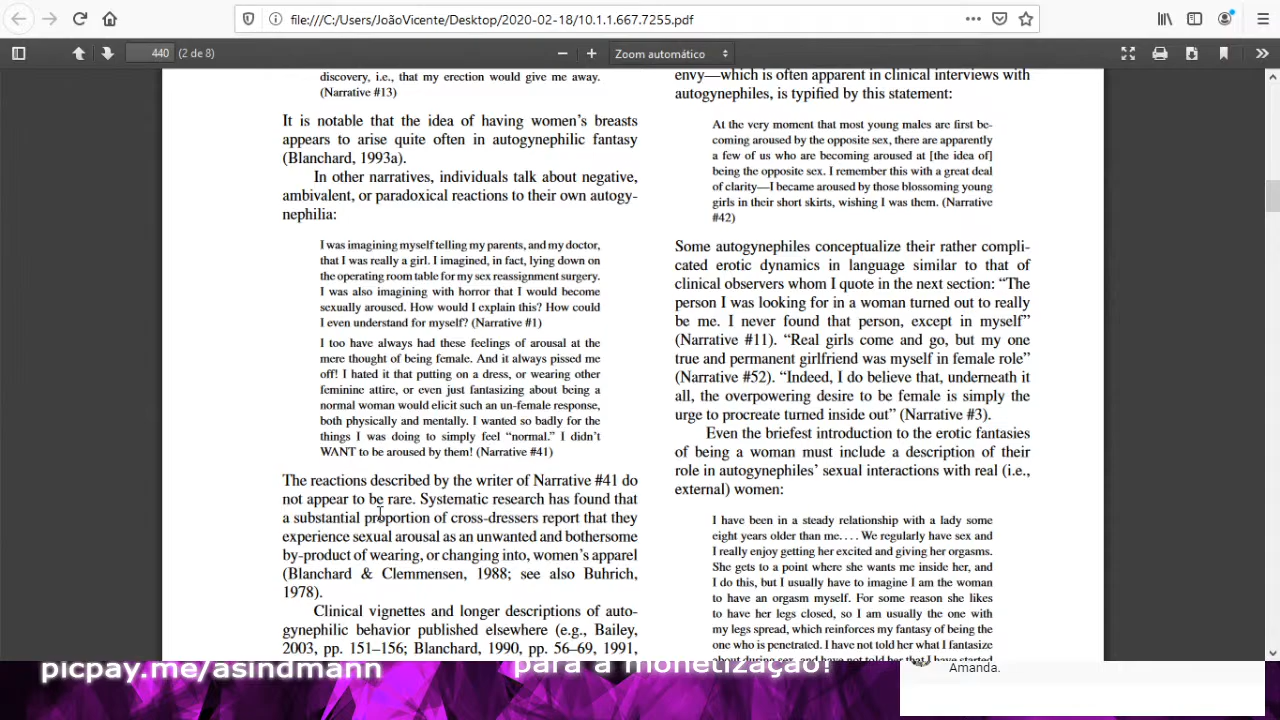 file:///C:/Users/JoãoVicente/Desktop/2020-02-18/10.1.1.667.7255.pdf
440 (2 de 8)
Zoom automático
discovery, i.e., that my erection would give me away.
(Narrative #13)
It is notable that the idea of having women's breasts
appears to arise quite often in autogynephilic fantasy
(Blanchard, 1993a).
In other narratives, individuals talk about negative,
ambivalent, or paradoxical reactions to their own autogy-
nephilia:
I was imagining myself telling my parents, and my doctor,
that I was really a girl. I imagined, in fact, lying down on
the operating room table for my sex reassignment surgery.
I was also imagining with horror that I would become
sexually aroused. How would I explain this? How could
I even understand for myself? (Narrative #1)
I too have always had these feelings of arousal at the
mere thought of being female. And it always pissed me
off! I hated it that putting on a dress, or wearing other
feminine attire, or even just fantasizing about being a
normal woman would elicit such an un-female response,
both physically and mentally. I wanted so badly for the
things I was doing to simply feel “normal.” I didn't
WANT to be aroused by them! (Narrative #41)
The reactions described by the writer of Narrative #41 do
not appear to be rare. Systematic research has found that
a substantial proportion of cross-dressers report that they
experience sexual arousal as an unwanted and bothersome
by-product of wearing, or changing into, women's apparel
(Blanchard & Clemmensen, 1988; see also Buhrich,
1978).
Clinical vignettes and longer descriptions of auto-
gynephilic behavior published elsewhere (e.g., Bailey,
2003, pp. 151–156; Blanchard, 1990, pp. 56–69, 1991,
envy—which is often apparent in clinical interviews with
autogynephiles, is typified by this statement:
At the very moment that most young males are first be-
coming aroused by the opposite sex, there are apparently
a few of us who are becoming aroused at [the idea of]
being the opposite sex. I remember this with a great deal
of clarity—I became aroused by those blossoming young
girls in their short skirts, wishing I was them. (Narrative
#42)
Some autogynephiles conceptualize their rather compli-
cated erotic dynamics in language similar to that of
clinical observers whom I quote in the next section: “The
person I was looking for in a woman turned out to really
be me. I never found that person, except in myself”
(Narrative #11). “Real girls come and go, but my one
true and permanent girlfriend was myself in female role”
(Narrative #52). “Indeed, I do believe that, underneath it
all, the overpowering desire to be female is simply the
urge to procreate turned inside out” (Narrative #3).
Even the briefest introduction to the erotic fantasies
of being a woman must include a description of their
role in autogynephiles' sexual interactions with real (i.e.,
external) women:
I have been in a steady relationship with a lady some
eight years older than me. . . . We regularly have sex and
I really enjoy getting her excited and giving her orgasms.
She gets to a point where she wants me inside her, and
I do this, but I usually have to imagine I am the woman
to have an orgasm myself. For some reason she likes
to have her legs closed, so I am usually the one with
my legs spread, which reinforces my fantasy of being the
one who is penetrated. I have not told her what I fantasize
about during sex, and have not told her that I have started
picpay.me/asindmann
para a monetização!
Amanda.